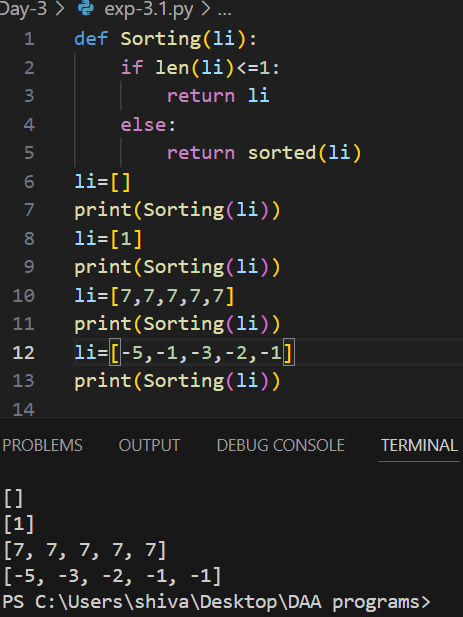 Day-3 > exp-3.1.py > ...
1 def Sorting(li):
2     if len(li)<=1:
3         return li
4     else:
5         return sorted(li)
6 li=[]
7 print(Sorting(li))
8 li=[1]
9 print(Sorting(li))
10 li=[7,7,7,7,7]
11 print(Sorting(li))
12 li=[-5,-1,-3,-2,-1]
13 print(Sorting(li))
14
PROBLEMS OUTPUT DEBUG CONSOLE TERMINAL
[]
[1]
[7, 7, 7, 7, 7]
[-5, -3, -2, -1, -1]
PS C:\Users\shiva\Desktop\DAA programs>